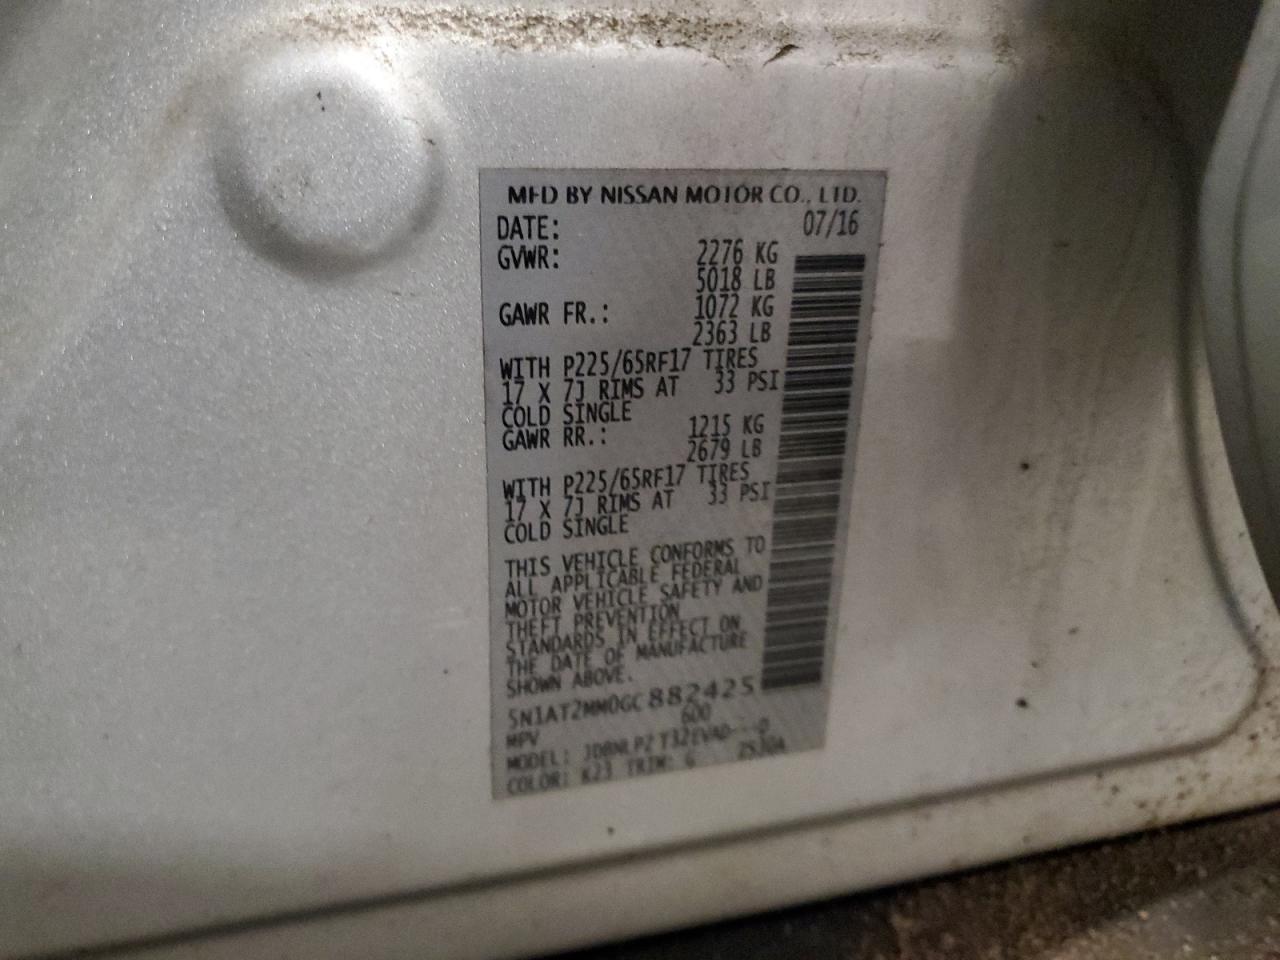 MFD BY NISSAN MOTOR CO., LTD.
DATE: 07/16
GVWR: 2276 KG
5018 LB
GAWR FR.: 1072 KG
2363 LB
WITH P225/65RF17 TIRES
17 X 7J RIMS AT 33 PSI
COLD SINGLE
GAWR RR.: 1215 KG
2679 LB
WITH P225/65RF17 TIRES
17 X 7J RIMS AT 33 PSI
COLD SINGLE
THIS VEHICLE CONFORMS TO
ALL APPLICABLE FEDERAL
MOTOR VEHICLE SAFETY AND
THEFT PREVENTION
STANDARDS IN EFFECT ON
THE DATE OF MANUFACTURE
SHOWN ABOVE.
5N1AT2MM0GC882425
600
MPV
MODEL:
COLOR: K23 TRIM: G